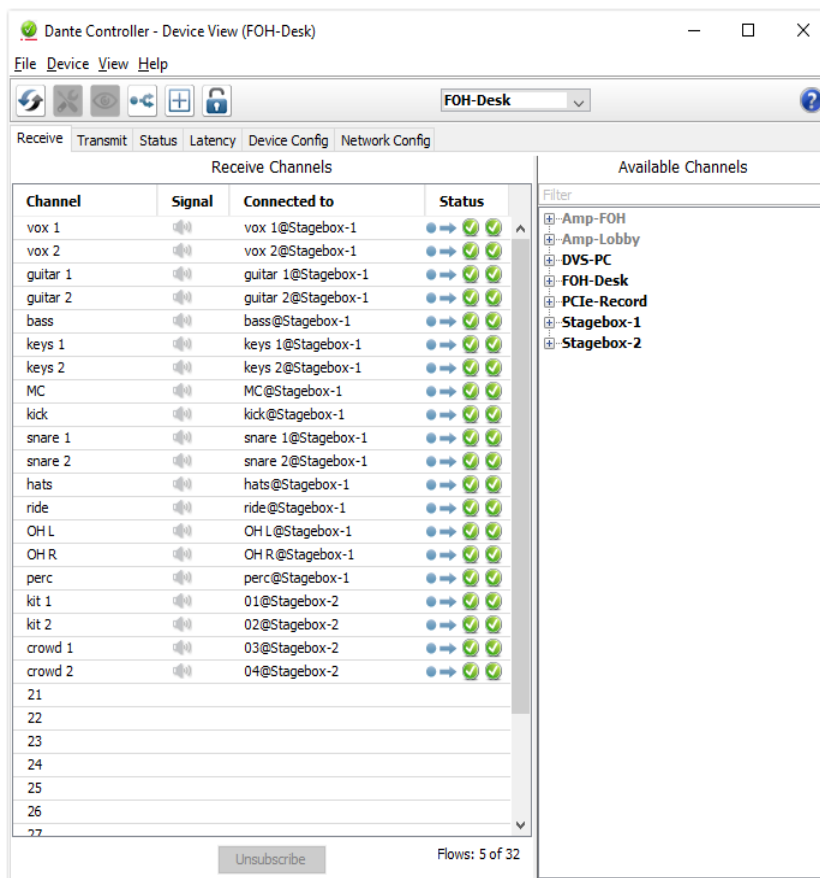 Dante Controller - Device View (FOH-Desk)
File Device View Help
FOH-Desk
Receive Transmit Status Latency Device Config Network Config
Receive Channels
Available Channels
Channel Signal Connected to Status
Filter
vox 1 vox 1@Stagebox-1
vox 2 vox 2@Stagebox-1
guitar 1 guitar 1@Stagebox-1
guitar 2 guitar 2@Stagebox-1
bass bass@Stagebox-1
keys 1 keys 1@Stagebox-1
keys 2 keys 2@Stagebox-1
MC MC@Stagebox-1
kick kick@Stagebox-1
snare 1 snare 1@Stagebox-1
snare 2 snare 2@Stagebox-1
hats hats@Stagebox-1
ride ride@Stagebox-1
OH L OH L@Stagebox-1
OH R OH R@Stagebox-1
perc perc@Stagebox-1
kit 1 01@Stagebox-2
kit 2 02@Stagebox-2
crowd 1 03@Stagebox-2
crowd 2 04@Stagebox-2
21
22
23
24
25
26
27
Amp-FOH
Amp-Lobby
DVS-PC
FOH-Desk
PCIe-Record
Stagebox-1
Stagebox-2
Unsubscribe
Flows: 5 of 32